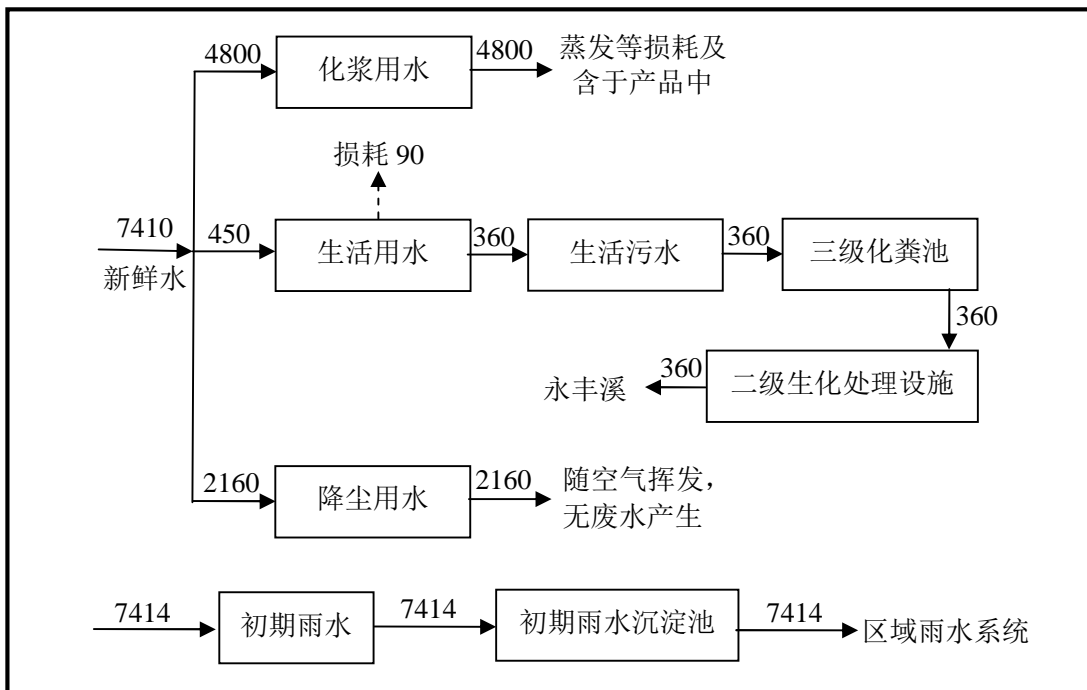 4800
化浆用水
4800
蒸发等损耗及
含于产品中
损耗 90
7410
新鲜水
450
生活用水
360
生活污水
360
三级化粪池
360
二级生化处理设施
360
永丰溪
2160
降尘用水
2160
随空气挥发，
无废水产生
7414
初期雨水
7414
初期雨水沉淀池
7414
区域雨水系统